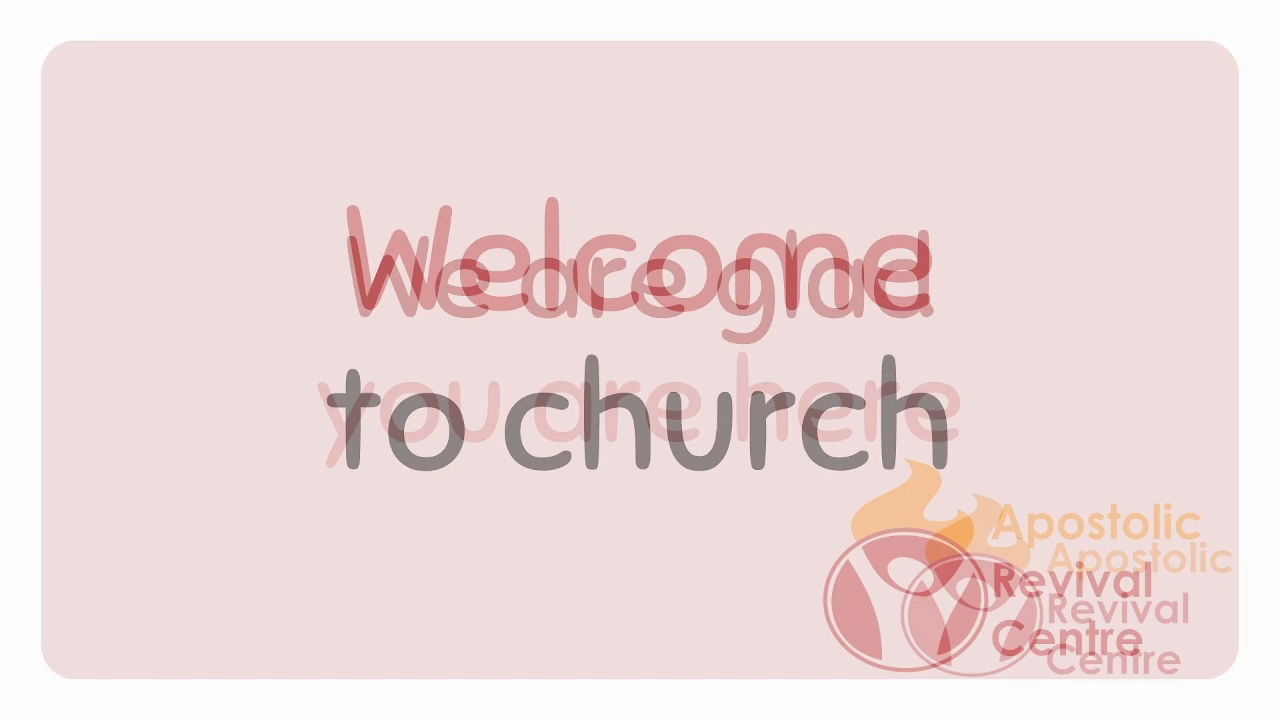 Welcome
We are glad
to church
you are here
Apostolic
Revival
Centre
Apostolic
Revival
Centre